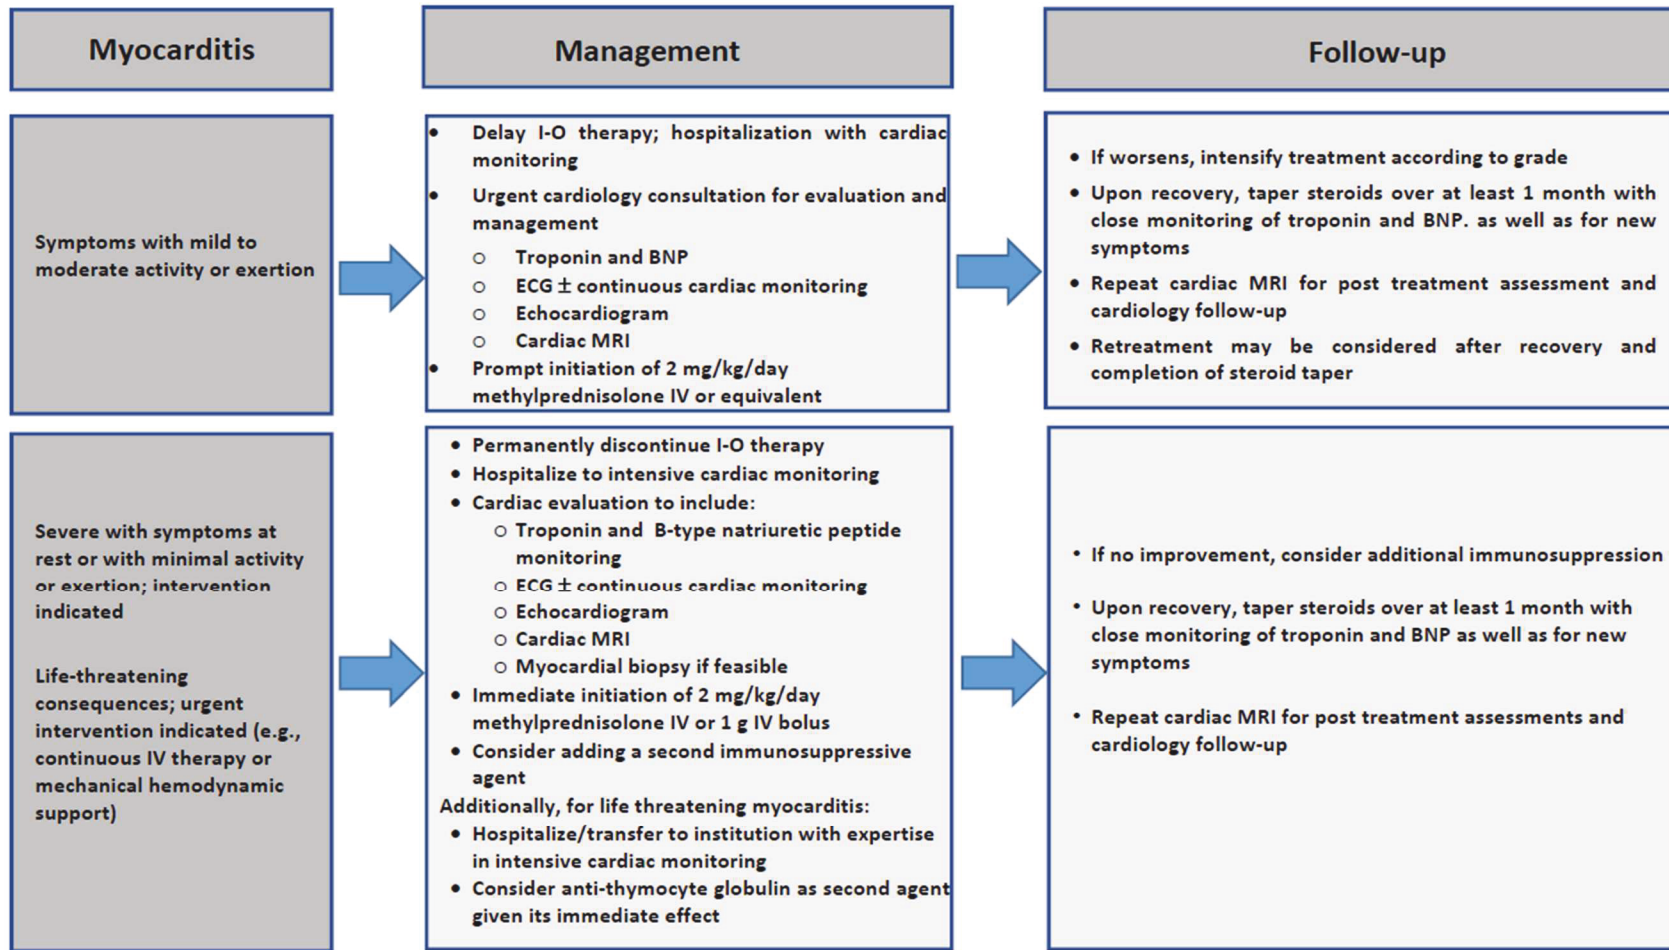 Myocarditis
Management
Follow-up
Symptoms with mild to
moderate activity or exertion
• Delay I-O therapy; hospitalization with cardiac
monitoring
• Urgent cardiology consultation for evaluation and
management
o Troponin and BNP
o ECG ± continuous cardiac monitoring
o Echocardiogram
o Cardiac MRI
• Prompt initiation of 2 mg/kg/day
methylprednisolone IV or equivalent
• If worsens, intensify treatment according to grade
• Upon recovery, taper steroids over at least 1 month with
close monitoring of troponin and BNP. as well as for new
symptoms
• Repeat cardiac MRI for post treatment assessment and
cardiology follow-up
• Retreatment may be considered after recovery and
completion of steroid taper
Severe with symptoms at
rest or with minimal activity
or exertion; intervention
indicated
Life-threatening
consequences; urgent
intervention indicated (e.g.,
continuous IV therapy or
mechanical hemodynamic
support)
• Permanently discontinue I-O therapy
• Hospitalize to intensive cardiac monitoring
• Cardiac evaluation to include:
o Troponin and B-type natriuretic peptide
monitoring
o ECG ± continuous cardiac monitoring
o Echocardiogram
o Cardiac MRI
o Myocardial biopsy if feasible
• Immediate initiation of 2 mg/kg/day
methylprednisolone IV or 1 g IV bolus
• Consider adding a second immunosuppressive
agent
Additionally, for life threatening myocarditis:
• Hospitalize/transfer to institution with expertise
in intensive cardiac monitoring
• Consider anti-thymocyte globulin as second agent
given its immediate effect
• If no improvement, consider additional immunosuppression
• Upon recovery, taper steroids over at least 1 month with
close monitoring of troponin and BNP as well as for new
symptoms
• Repeat cardiac MRI for post treatment assessments and
cardiology follow-up